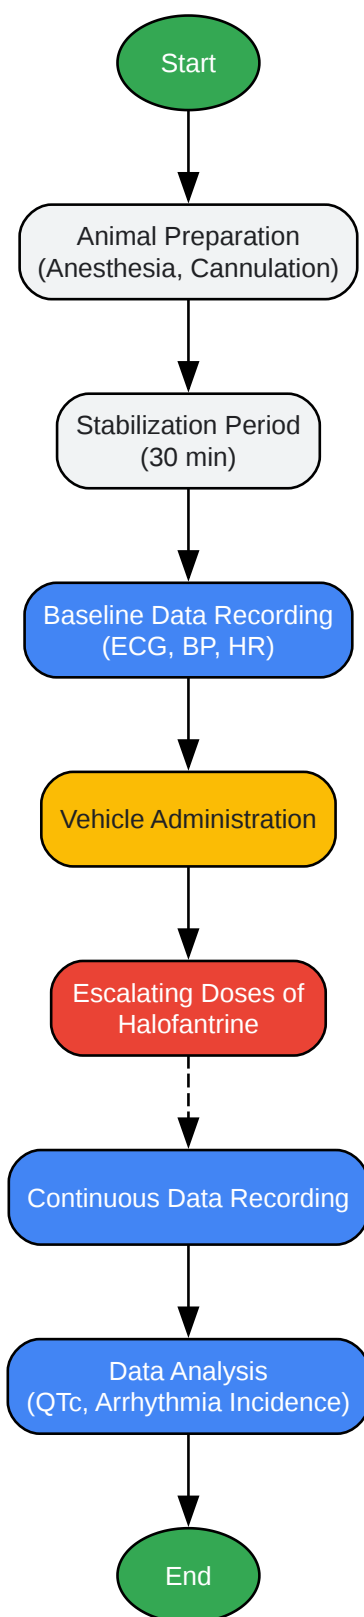 Start
Animal Preparation
(Anesthesia, Cannulation)
Stabilization Period
(30 min)
Baseline Data Recording
(ECG, BP, HR)
Vehicle Administration
Escalating Doses of
Halofantrine
Continuous Data Recording
Data Analysis
(QTc, Arrhythmia Incidence)
End